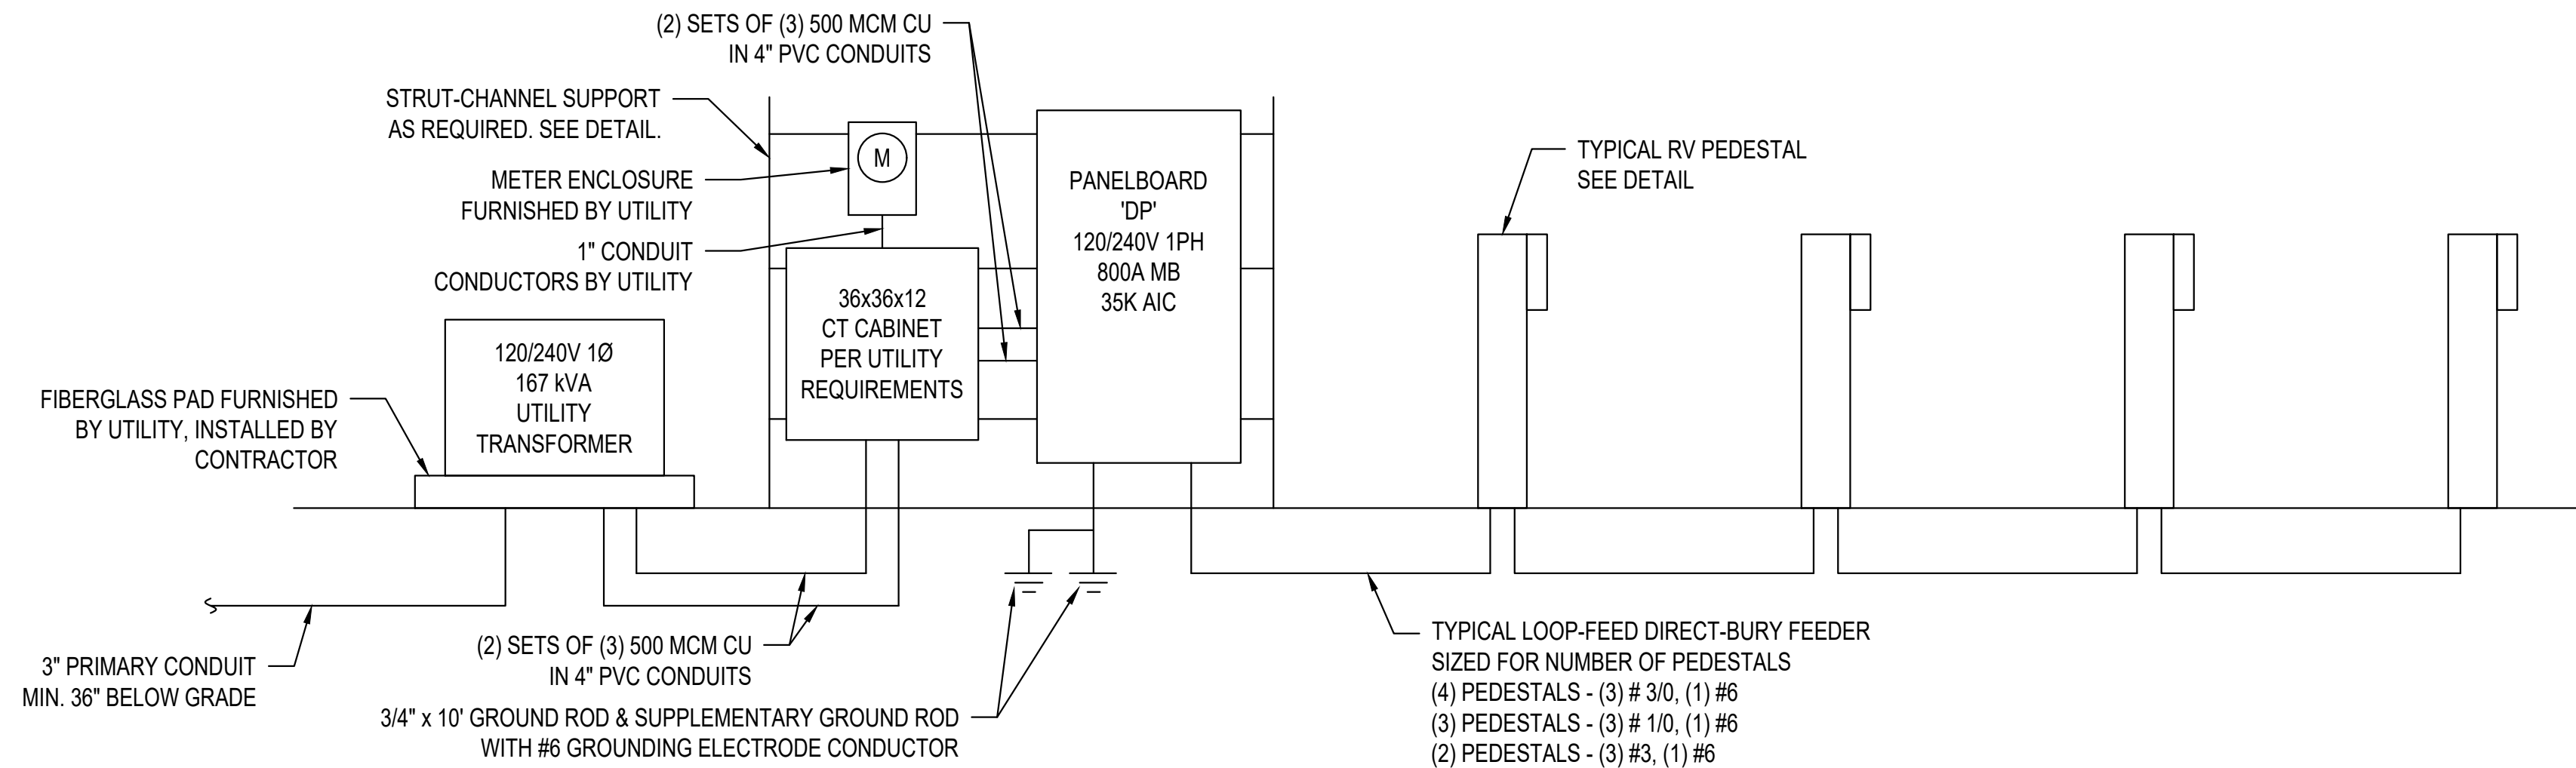 (2) SETS OF (3) 500 MCM CU
IN 4" PVC CONDUITS
STRUT-CHANNEL SUPPORT
AS REQUIRED. SEE DETAIL.
METER ENCLOSURE
FURNISHED BY UTILITY
1" CONDUIT
CONDUCTORS BY UTILITY
M
PANELBOARD
'DP'
120/240V 1PH
800A MB
35K AIC
TYPICAL RV PEDESTAL
SEE DETAIL
36x36x12
CT CABINET
PER UTILITY
REQUIREMENTS
120/240V 1Ø
167 kVA
UTILITY
TRANSFORMER
FIBERGLASS PAD FURNISHED
BY UTILITY, INSTALLED BY
CONTRACTOR
3" PRIMARY CONDUIT
MIN. 36" BELOW GRADE
(2) SETS OF (3) 500 MCM CU
IN 4" PVC CONDUITS
3/4" x 10' GROUND ROD & SUPPLEMENTARY GROUND ROD
WITH #6 GROUNDING ELECTRODE CONDUCTOR
TYPICAL LOOP-FEED DIRECT-BURY FEEDER
SIZED FOR NUMBER OF PEDESTALS
(4) PEDESTALS - (3) # 3/0, (1) #6
(3) PEDESTALS - (3) # 1/0, (1) #6
(2) PEDESTALS - (3) #3, (1) #6